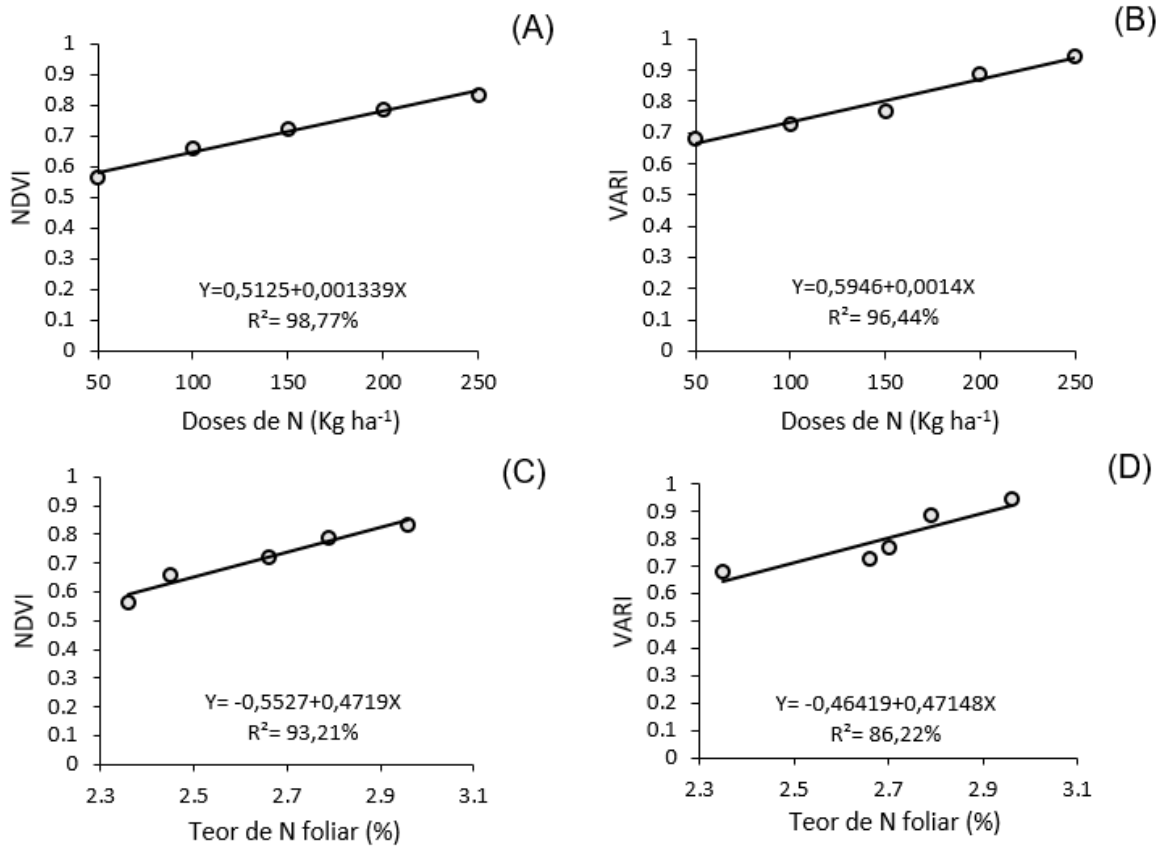 (A)
1
0.9
0.8
0.7
0.6
0.5
0.4
0.3
0.2
0.1
0
NDVI
Y=0,5125+0,001339X
R²= 98,77%
50 100 150 200 250
Doses de N (Kg ha⁻¹)
(B)
1
0.9
0.8
0.7
0.6
0.5
0.4
0.3
0.2
0.1
0
VARI
Y=0,5946+0,0014X
R²= 96,44%
50 100 150 200 250
Doses de N (Kg ha⁻¹)
(C)
1
0.9
0.8
0.7
0.6
0.5
0.4
0.3
0.2
0.1
0
NDVI
Y= -0,5527+0,4719X
R²= 93,21%
2.3 2.5 2.7 2.9 3.1
Teor de N foliar (%)
(D)
1
0.9
0.8
0.7
0.6
0.5
0.4
0.3
0.2
0.1
0
VARI
Y= -0,46419+0,47148X
R²= 86,22%
2.3 2.5 2.7 2.9 3.1
Teor de N foliar (%)